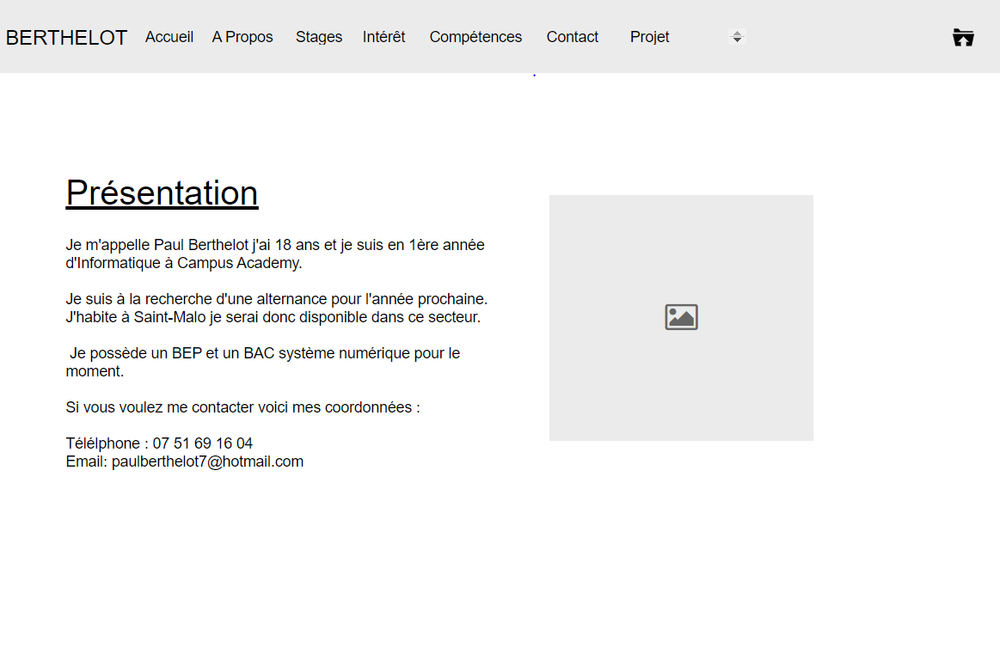 BERTHELOT Accueil A Propos Stages Intérêt Compétences Contact Projet
Présentation
Je m'appelle Paul Berthelot j'ai 18 ans et je suis en 1ère année
d'Informatique à Campus Academy.
Je suis à la recherche d'une alternance pour l'année prochaine.
J'habite à Saint-Malo je serai donc disponible dans ce secteur.
Je possède un BEP et un BAC système numérique pour le
moment.
Si vous voulez me contacter voici mes coordonnées :
Télélphone : 07 51 69 16 04
Email: paulberthelot7@hotmail.com